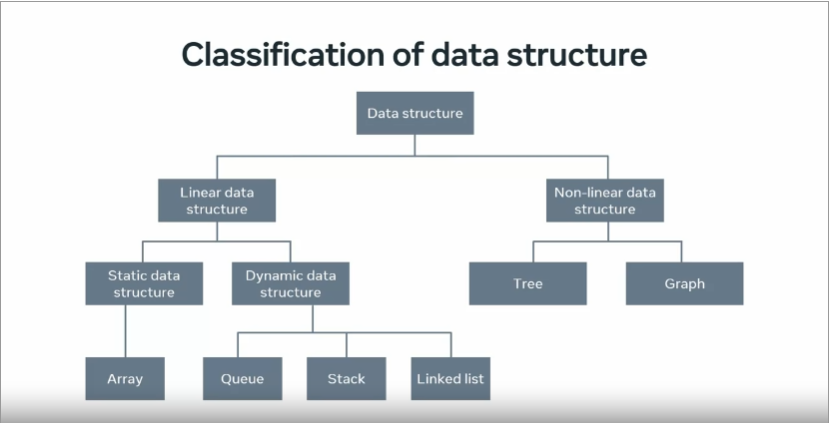 Classification of data structure
Data structure
Linear data
structure
Non-linear data
structure
Static data
structure
Dynamic data
structure
Tree
Graph
Array
Queue
Stack
Linked list